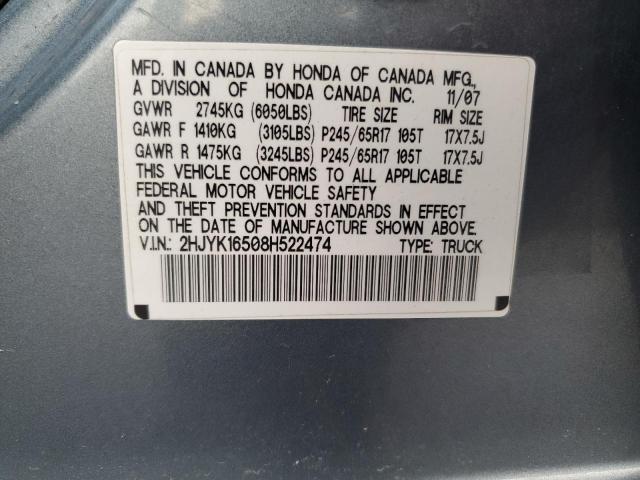 MFD. IN CANADA BY HONDA OF CANADA MFG.,
A DIVISION OF HONDA CANADA INC. 11/07
GVWR 2745KG (6050LBS) TIRE SIZE RIM SIZE
GAWR F 1410KG (3105LBS) P245/65R17 105T 17X7.5J
GAWR R 1475KG (3245LBS) P245/65R17 105T 17X7.5J
THIS VEHICLE CONFORMS TO ALL APPLICABLE
FEDERAL MOTOR VEHICLE SAFETY
AND THEFT PREVENTION STANDARDS IN EFFECT
ON THE DATE OF MANUFACTURE SHOWN ABOVE.
V.I.N.: 2HJYK16508H522474 TYPE: TRUCK